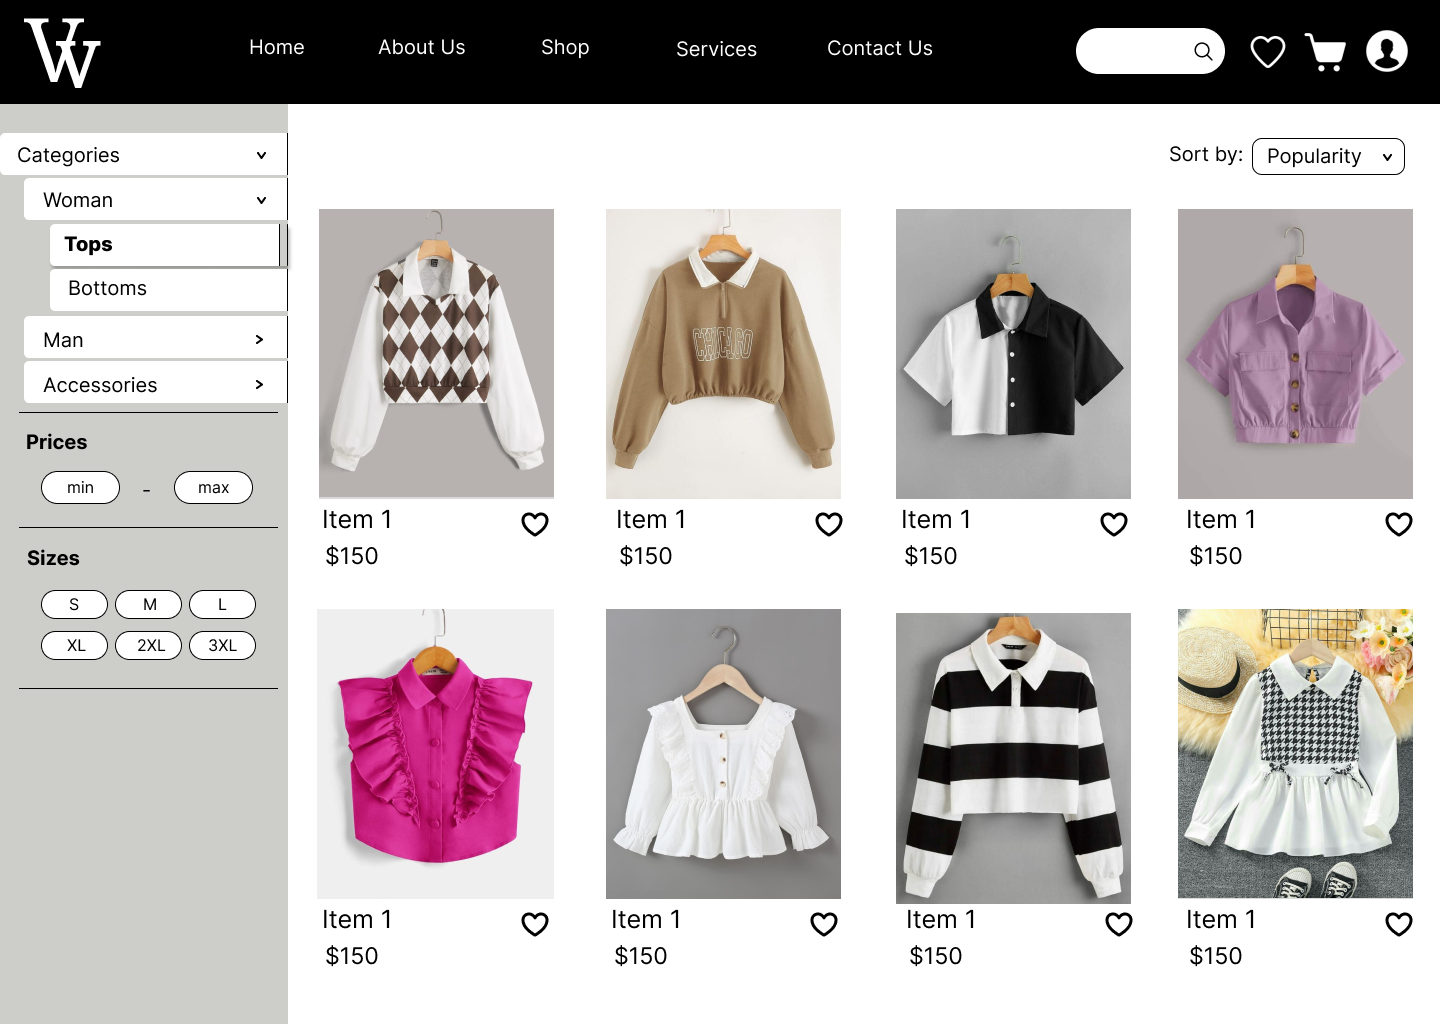 VW
Home About Us Shop Services Contact Us
Categories
Woman
Tops
Bottoms
Man
Accessories
Prices
min - max
Sizes
S M L
XL 2XL 3XL
Sort by: Popularity
CHICAGO
Item 1 Item 1 Item 1 Item 1
$150 $150 $150 $150
Item 1 Item 1 Item 1 Item 1
$150 $150 $150 $150